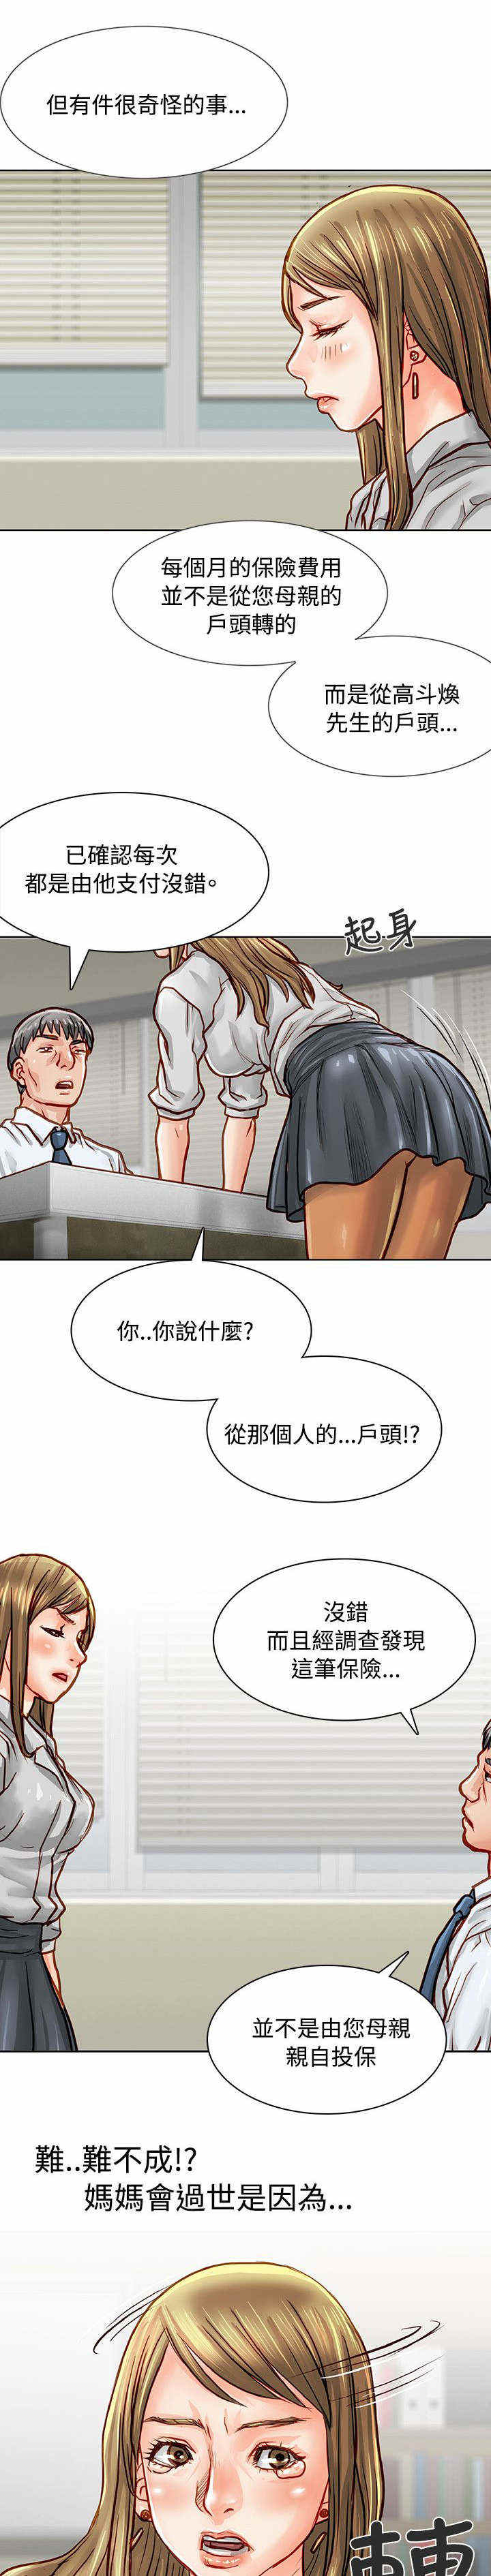 但有件很奇怪的事...
每個月的保險費用
並不是從您母親的
戶頭轉的
而是從高斗煥
先生的戶頭...
已確認每次
都是由他支付沒錯。
起身
你..你說什麼?
從那個人的...戶頭!?
沒錯
而且經調查發現
這筆保險...
並不是由您母親
親自投保
難..難不成!?
媽媽會過世是因為...